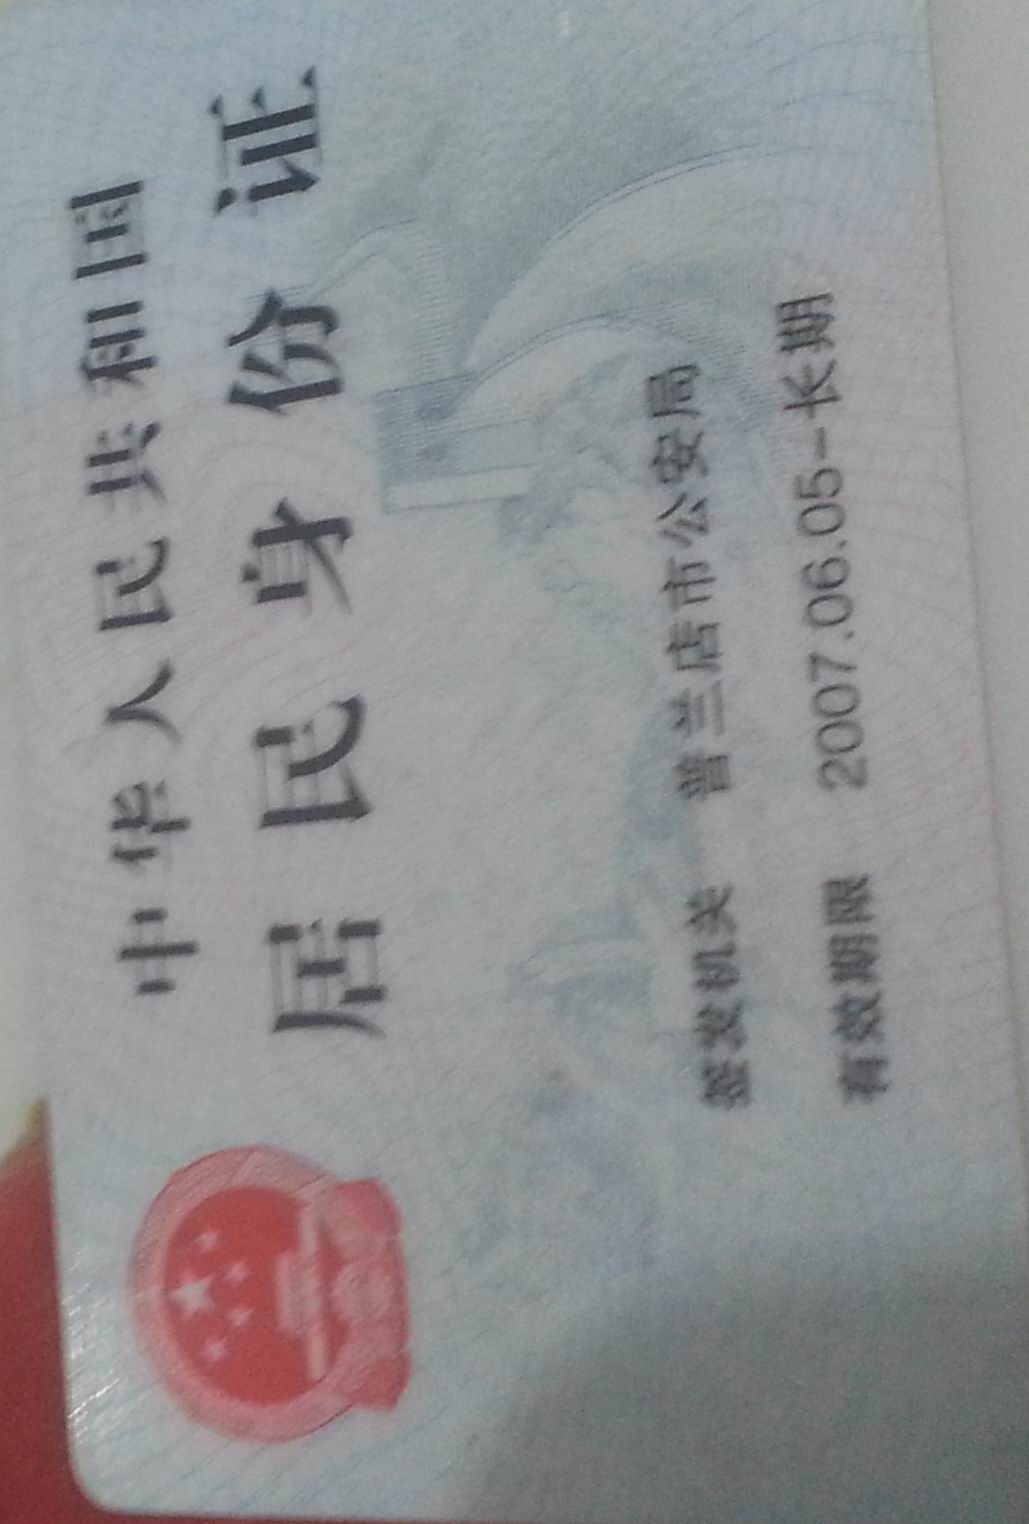 中华人民共和国
居民身份证
签发机关 普兰店市公安局
有效期限 2007.06.05-长期